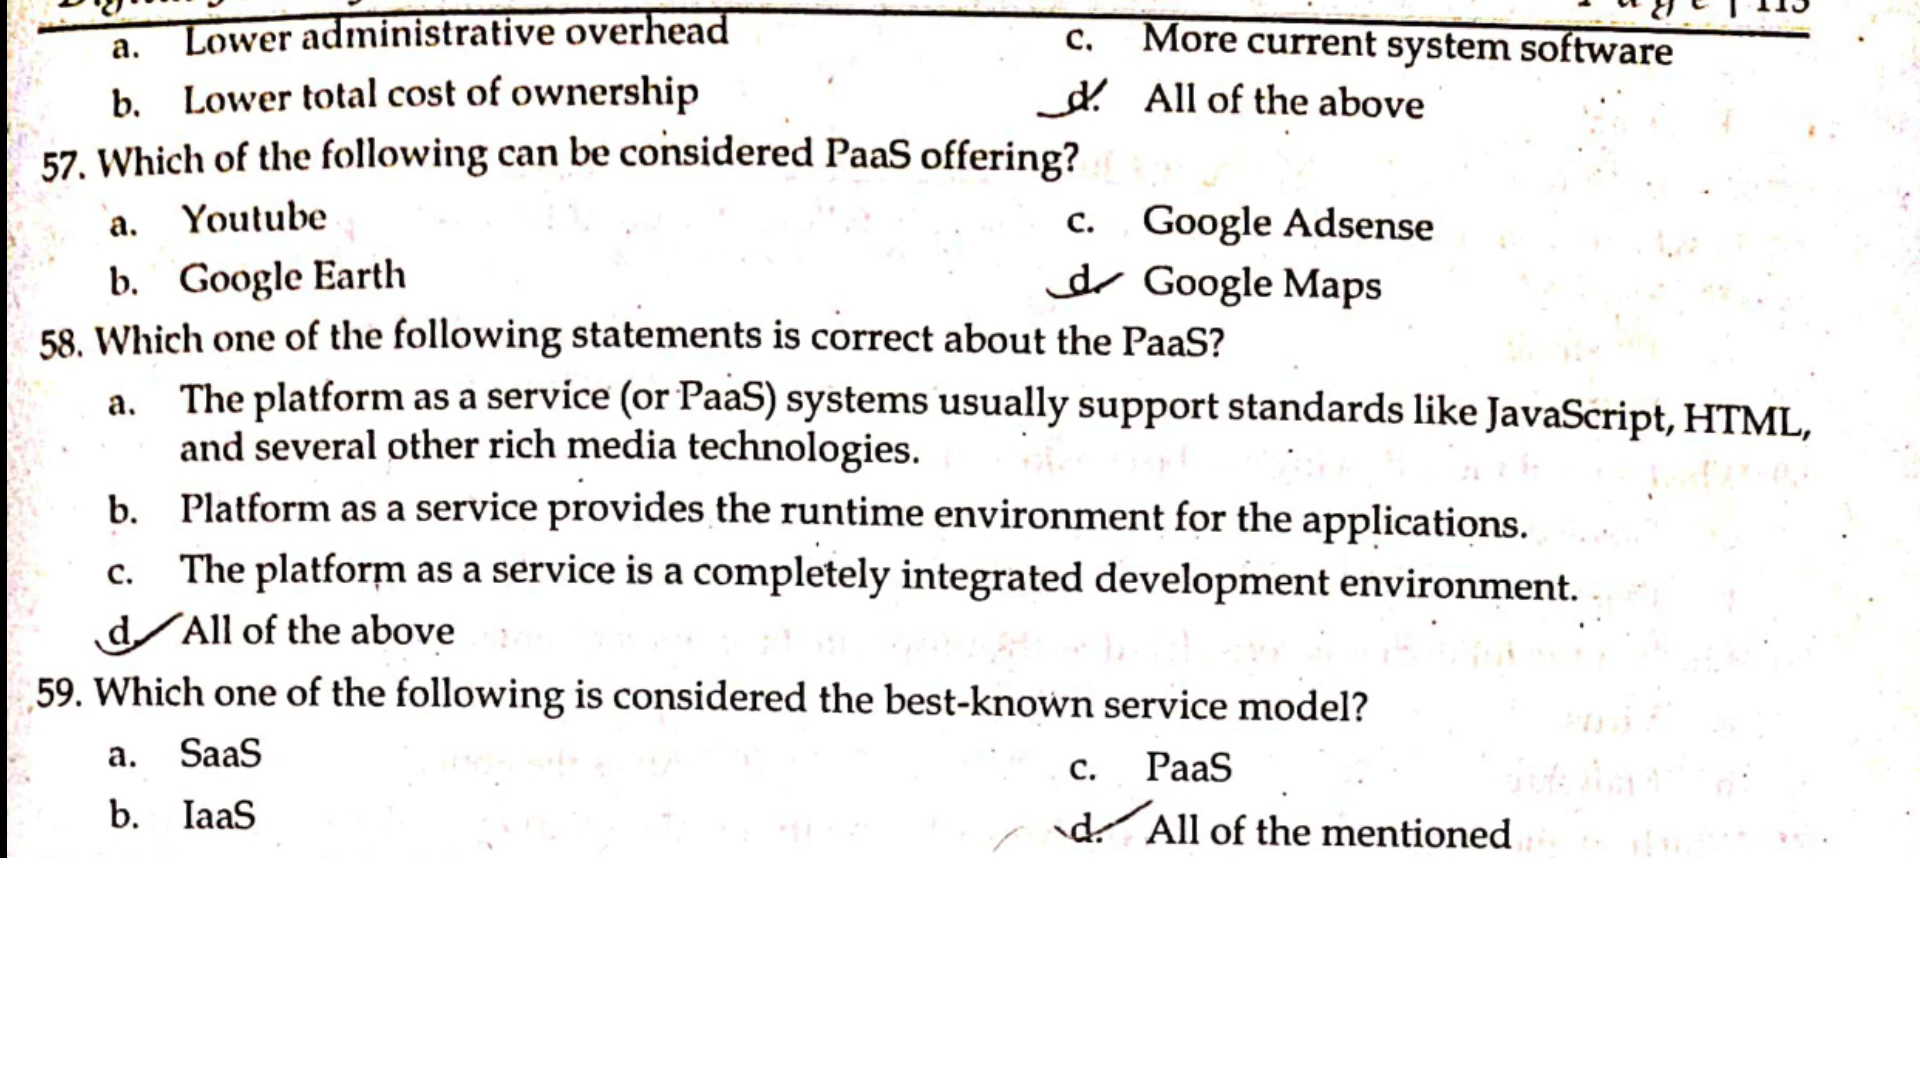 a. Lower administrative overhead
c. More current system software
b. Lower total cost of ownership
d. All of the above
57. Which of the following can be considered PaaS offering?
a. Youtube
c. Google Adsense
b. Google Earth
d. Google Maps
58. Which one of the following statements is correct about the PaaS?
a. The platform as a service (or PaaS) systems usually support standards like JavaScript, HTML,
and several other rich media technologies.
b. Platform as a service provides the runtime environment for the applications.
c. The platform as a service is a completely integrated development environment.
d. All of the above
59. Which one of the following is considered the best-known service model?
a. SaaS
c. PaaS
b. IaaS
d. All of the mentioned